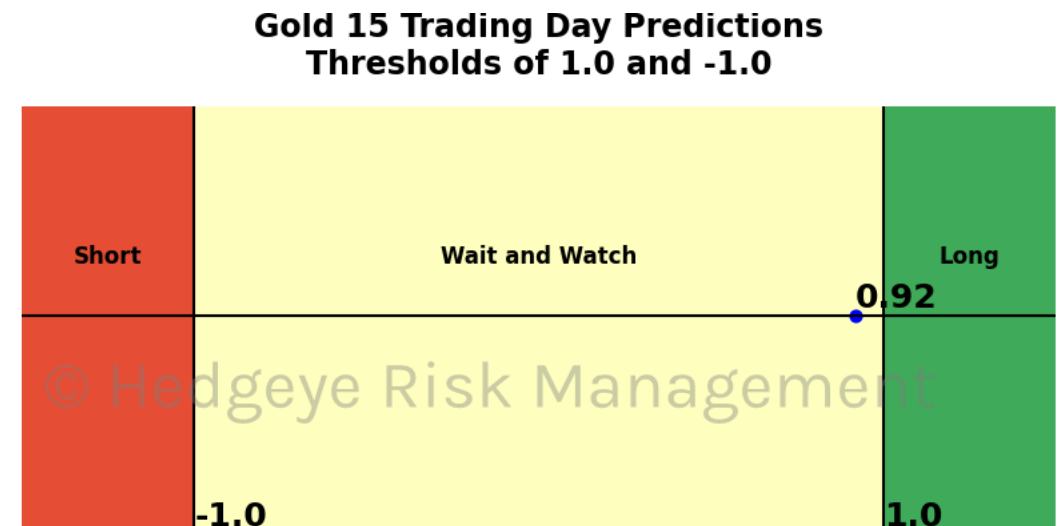 Gold 15 Trading Day Predictions
Thresholds of 1.0 and -1.0
Short
Wait and Watch
Long
0.92
© Hedgeye Risk Management
-1.0
1.0